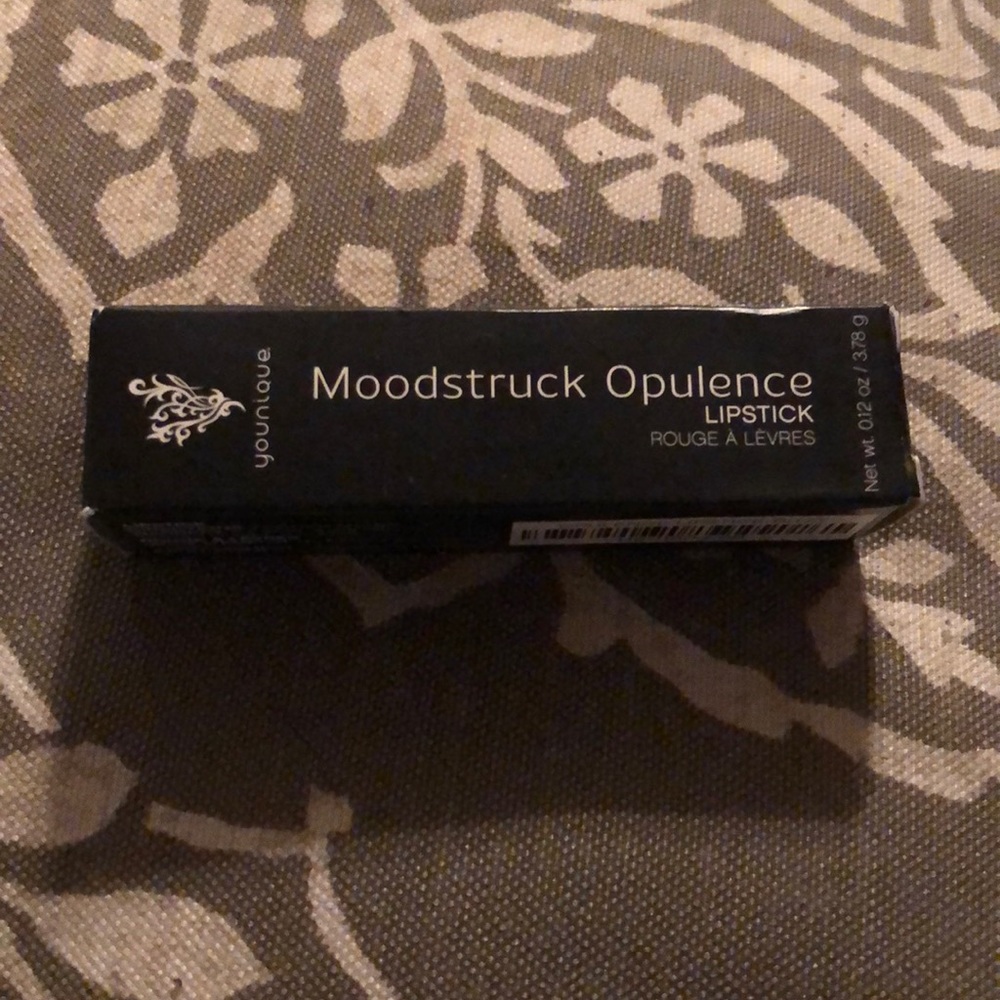 younique
Moodstruck Opulence
LIPSTICK
ROUGE À LÈVRES
Net wt. 0.12 oz / 3.78 g